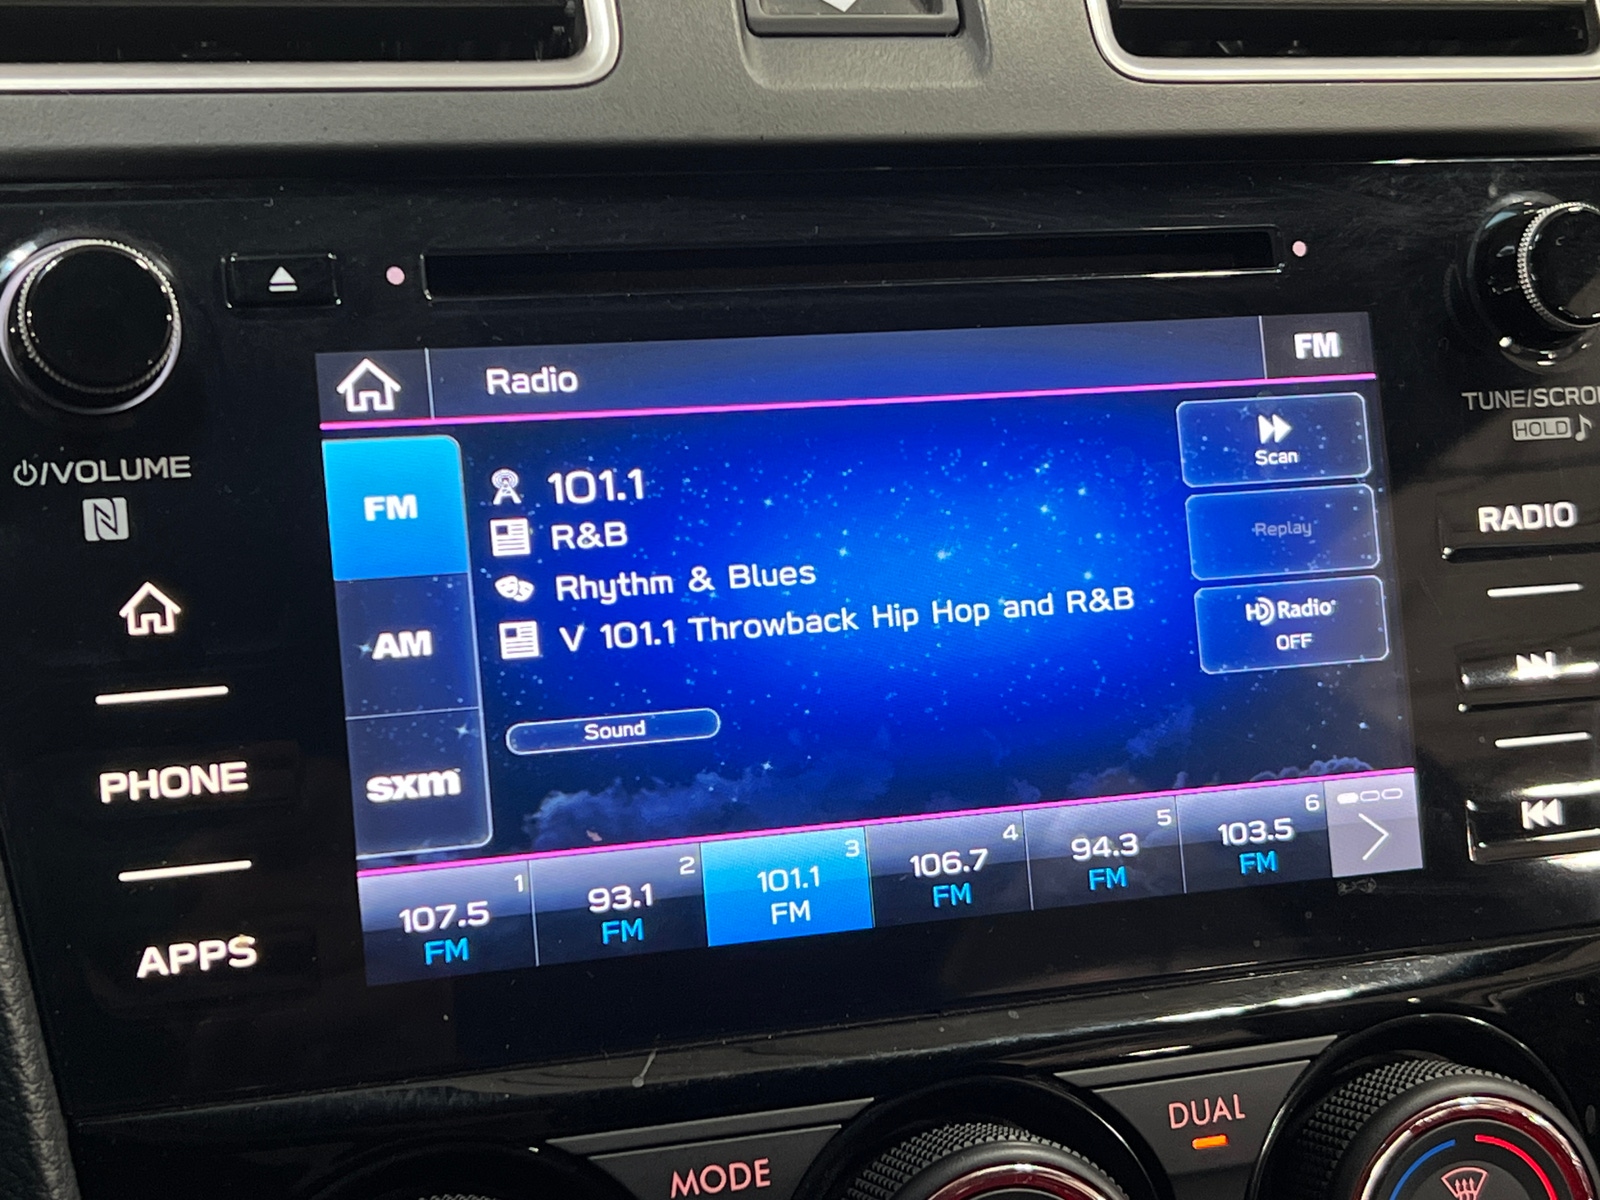 Radio
FM
FM
AM
sxm
101.1
R&B
Rhythm & Blues
V 101.1 Throwback Hip Hop and R&B
Sound
Scan
Replay
HD Radio
OFF
1
107.5
FM
2
93.1
FM
3
101.1
FM
4
106.7
FM
5
94.3
FM
6
103.5
FM
/VOLUME
N
PHONE
APPS
TUNE/SCRO
HOLD
RADIO
MODE
DUAL